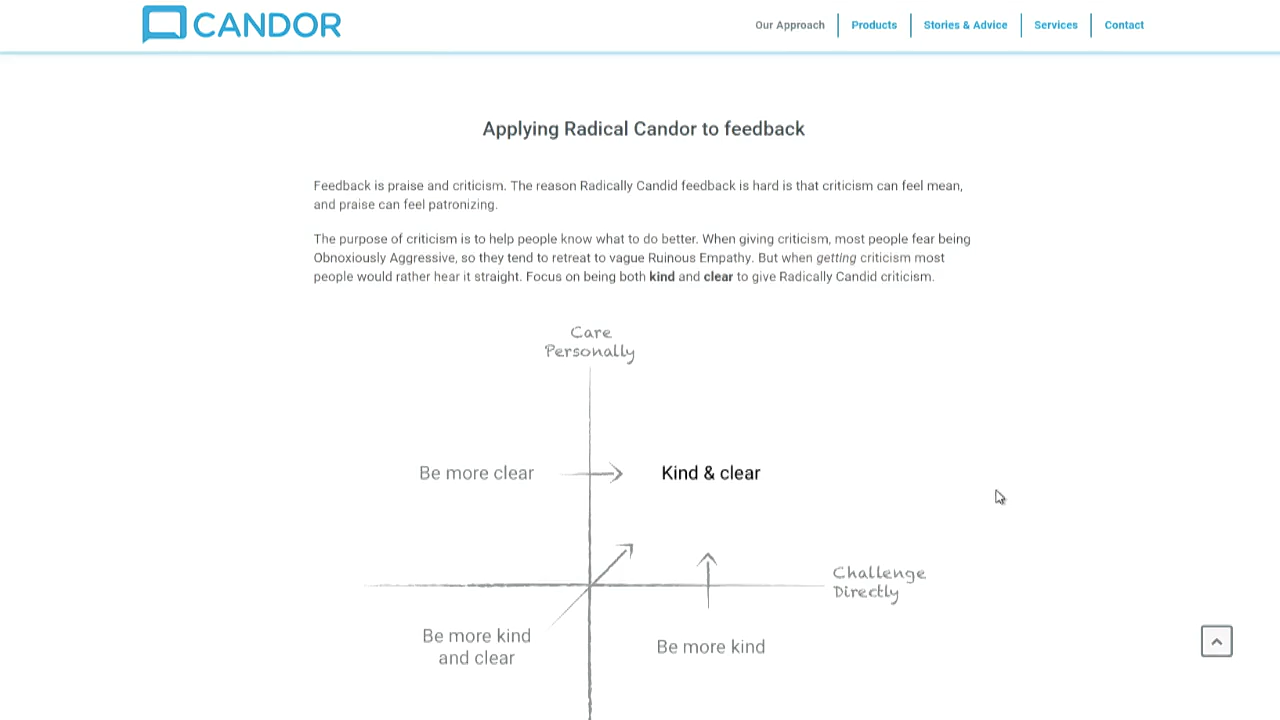 CANDOR
Our Approach
Products
Stories & Advice
Services
Contact
Applying Radical Candor to feedback
Feedback is praise and criticism. The reason Radically Candid feedback is hard is that criticism can feel mean,
and praise can feel patronizing.
The purpose of criticism is to help people know what to do better. When giving criticism, most people fear being
Obnoxiously Aggressive, so they tend to retreat to vague Ruinous Empathy. But when getting criticism most
people would rather hear it straight. Focus on being both kind and clear to give Radically Candid criticism.
Care
Personally
Be more clear
Kind & clear
Challenge
Directly
Be more kind
and clear
Be more kind